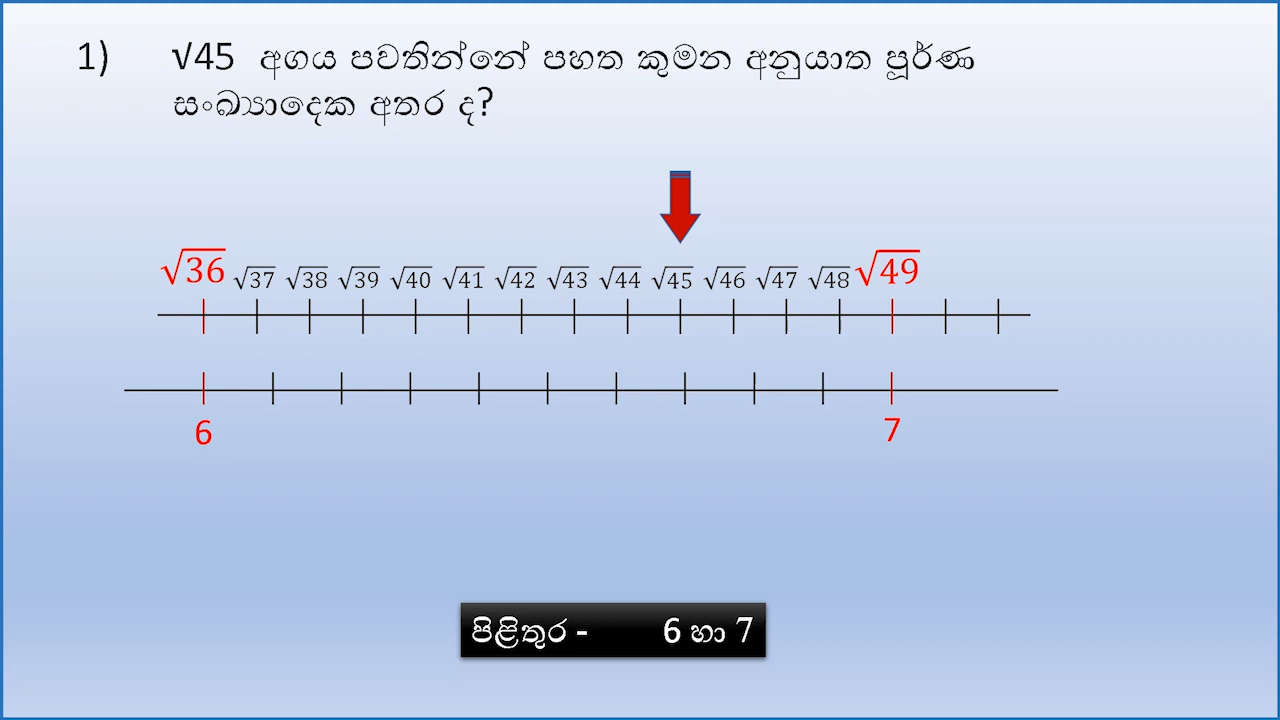 1) √45 අගය පවතින්නේ පහත කුමන අනුයාත පූර්ණ
සංඛ්‍යාදෙක අතර ද?
√36 √37 √38 √39 √40 √41 √42 √43 √44 √45 √46 √47 √48 √49
6 7
පිළිතුර - 6 හා 7